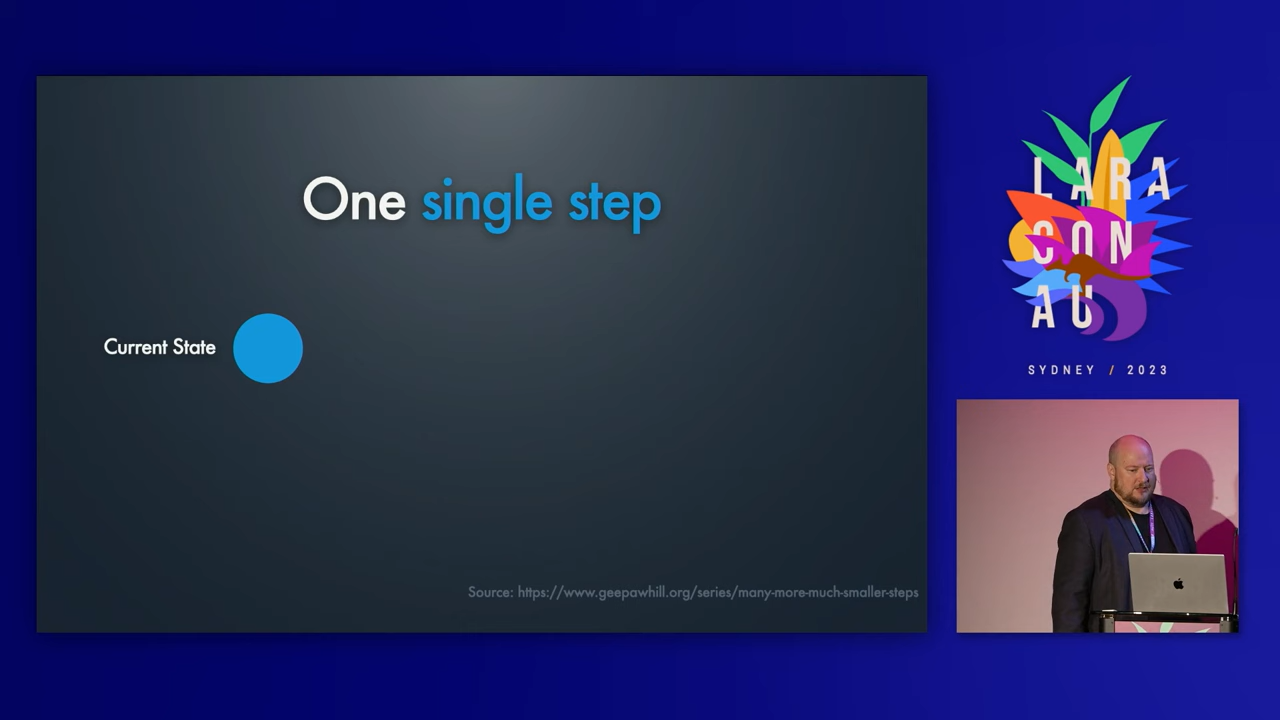 One single step
Current State
Source: https://www.geepawhill.org/series/many-more-much-smaller-steps
LARA
CON
AU
SYDNEY / 2023